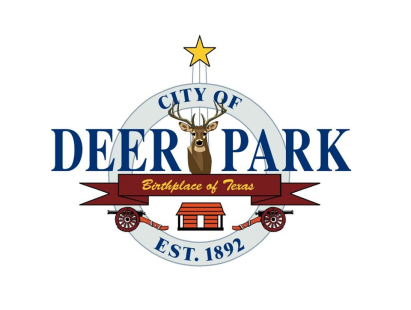 CITY OF
DEER PARK
Birthplace of Texas
EST. 1892